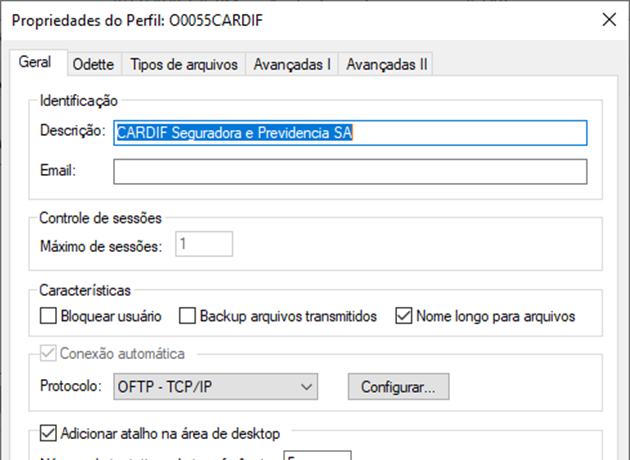 Propriedades do Perfil: O0055CARDIF
Geral Odette Tipos de arquivos Avançadas I Avançadas II
Identificação
Descrição: CARDIF Seguradora e Previdencia SA
Email:
Controle de sessões
Máximo de sessões: 1
Características
Bloquear usuário Backup arquivos transmitidos Nome longo para arquivos
Conexão automática
Protocolo: OFTP - TCP/IP Configurar...
Adicionar atalho na área de desktop